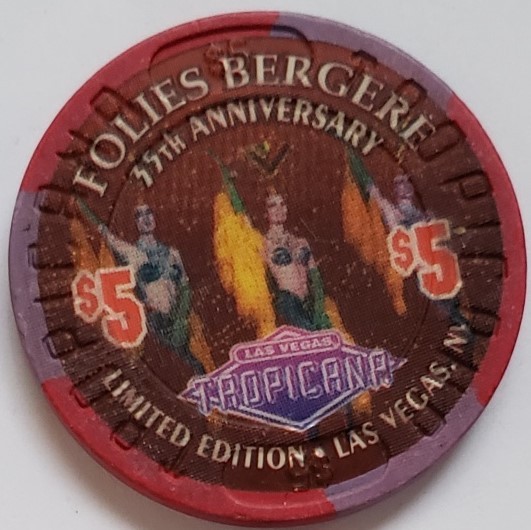 FOLIES BERGERE
35TH ANNIVERSARY
$5
$5
LAS VEGAS
TROPICANA
LIMITED EDITION • LAS VEGAS, NV